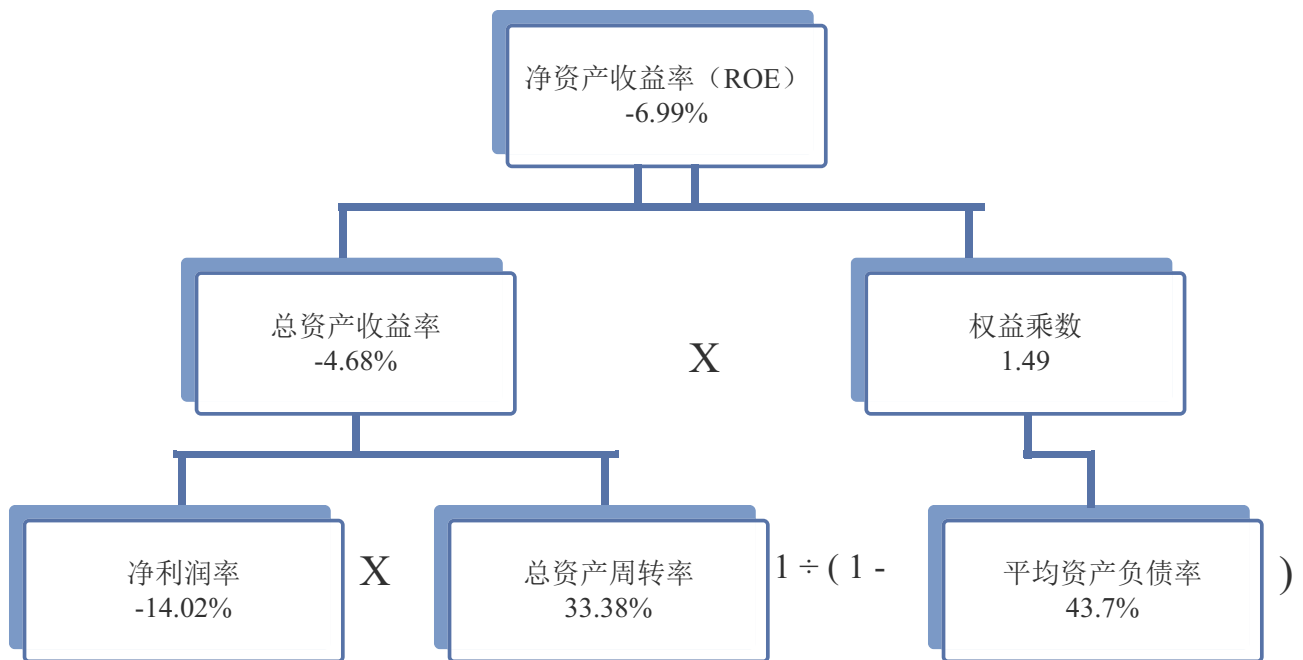 净资产收益率（ROE）
-6.99%
总资产收益率
-4.68%
X
权益乘数
1.49
净利润率
-14.02%
X
总资产周转率
33.38%
1 ÷ ( 1 -
平均资产负债率
43.7%
)